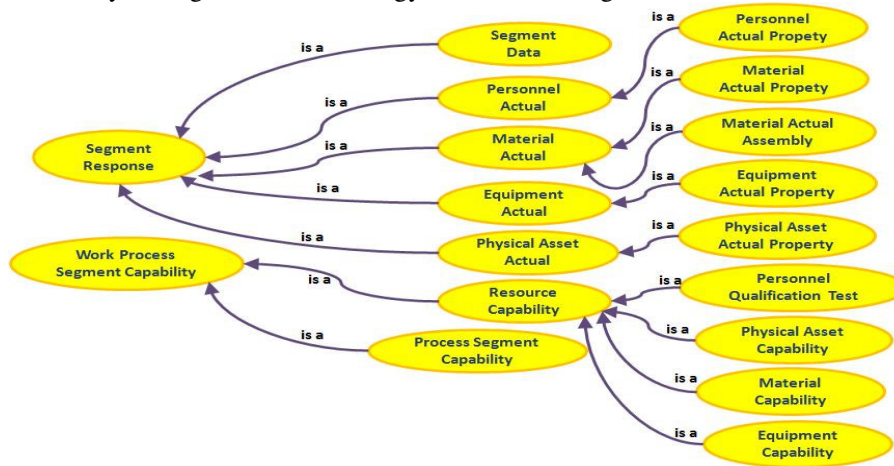 is a
Segment
Data
is a
Personnel
Actual Propety
is a
Personnel
Actual
is a
Material
Actual Propety
Segment
Response
is a
Material
Actual
is a
Material Actual
Assembly
is a
Equipment
Actual
is a
Equipment
Actual Property
is a
Physical Asset
Actual
is a
Physical Asset
Actual Property
Work Process
Segment Capability
is a
Resource
Capability
is a
Personnel
Qualification Test
is a
Process Segment
Capability
is a
Physical Asset
Capability
is a
Material
Capability
is a
Equipment
Capability